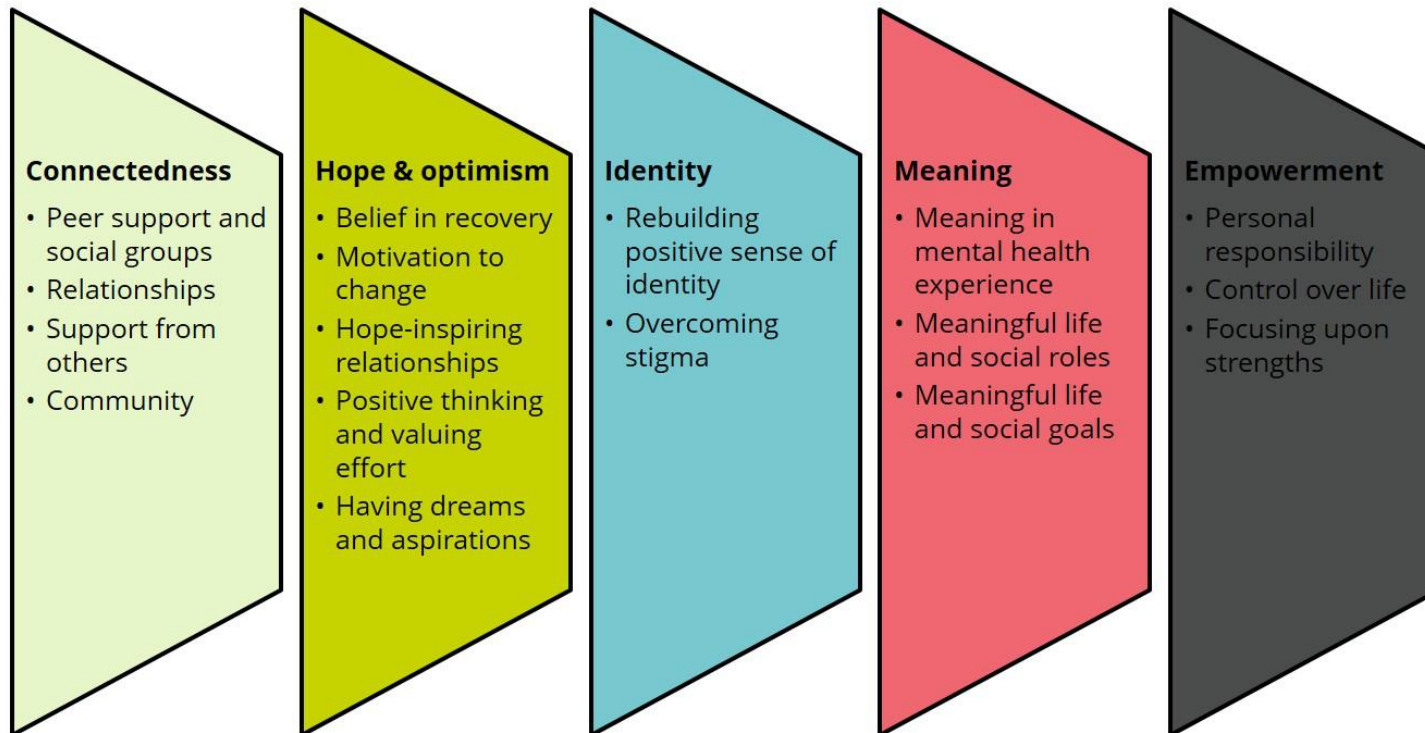 Connectedness
• Peer support and
social groups
• Relationships
• Support from
others
• Community
Hope & optimism
• Belief in recovery
• Motivation to
change
• Hope-inspiring
relationships
• Positive thinking
and valuing
effort
• Having dreams
and aspirations
Identity
• Rebuilding
positive sense of
identity
• Overcoming
stigma
Meaning
• Meaning in
mental health
experience
• Meaningful life
and social roles
• Meaningful life
and social goals
Empowerment
• Personal
responsibility
• Control over life
• Focusing upon
strengths